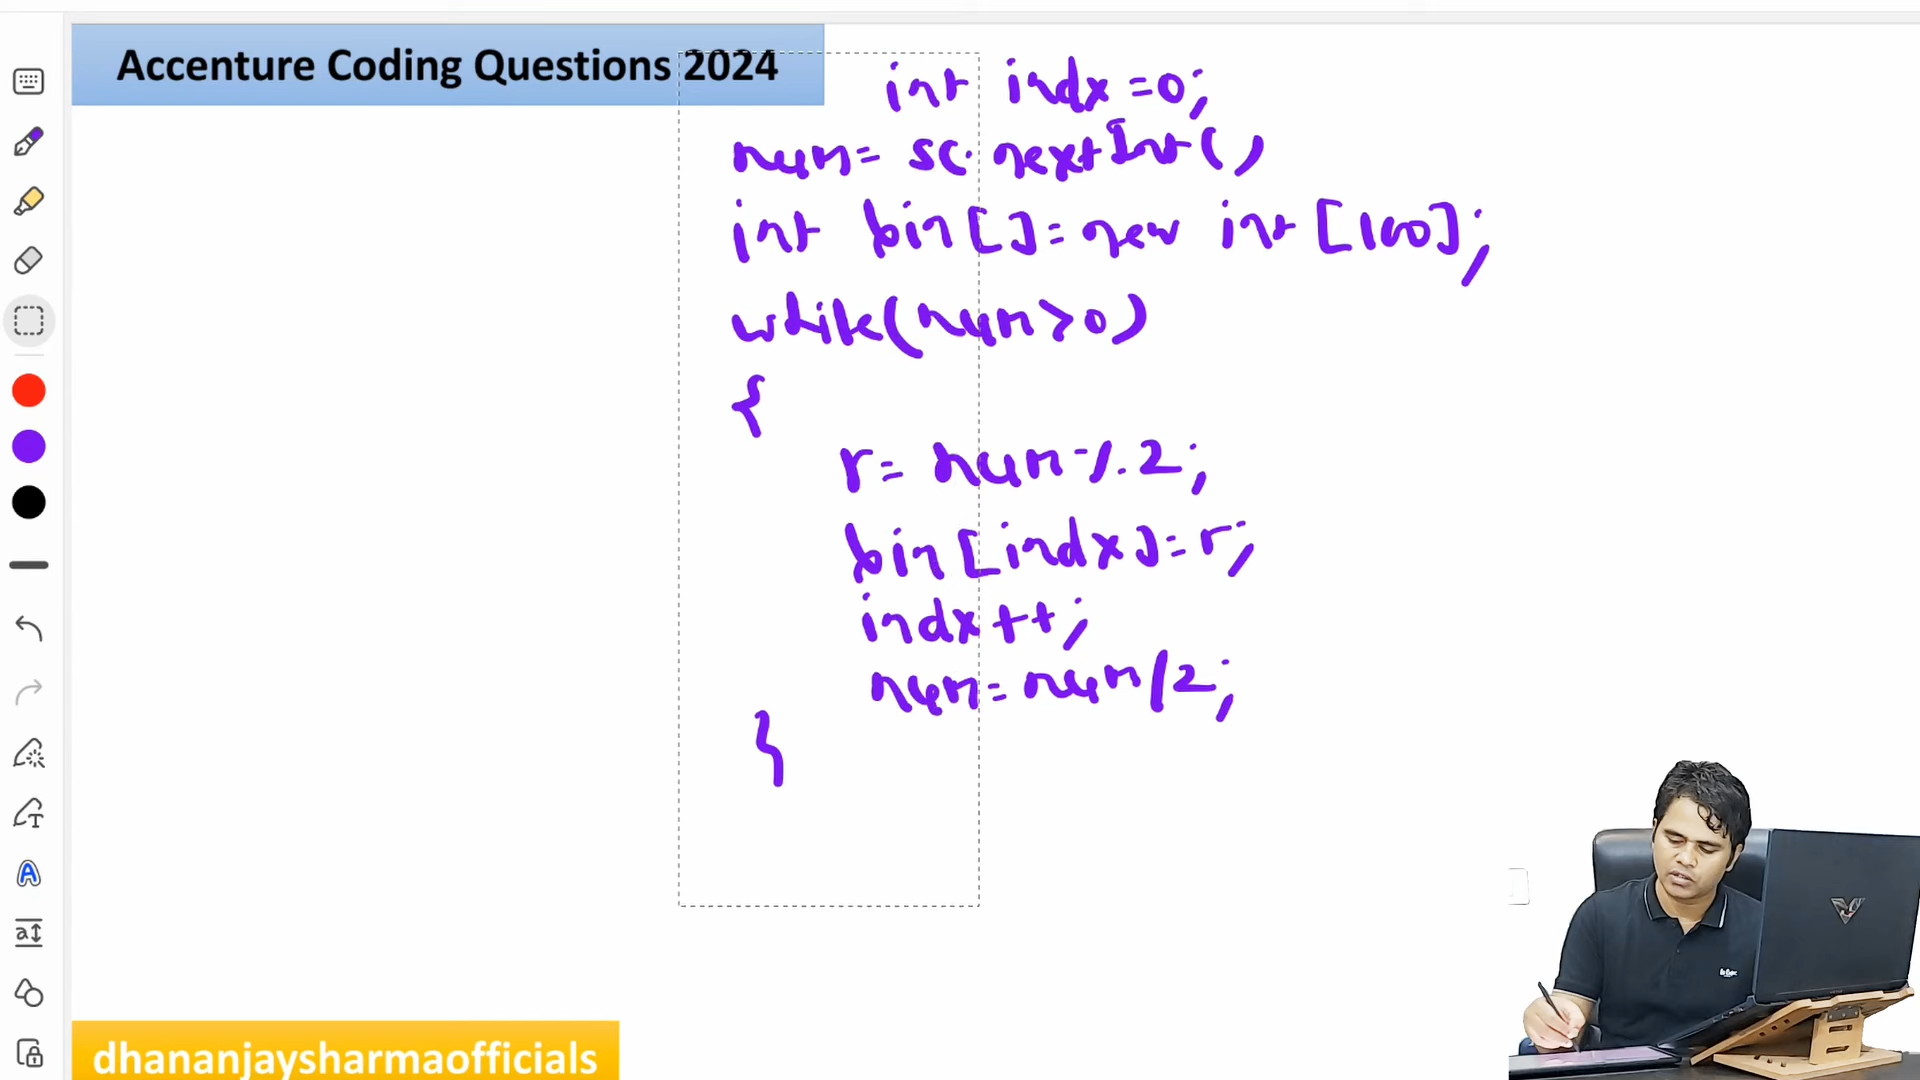 Accenture Coding Questions 2024
int indx = 0;
num = sc. nextInt()
int bin[] = new int [100];
while(num>0)
{
r = num % 2;
bin[indx] = r;
indx++;
num = num/2;
}
dhananjaysharmaofficials